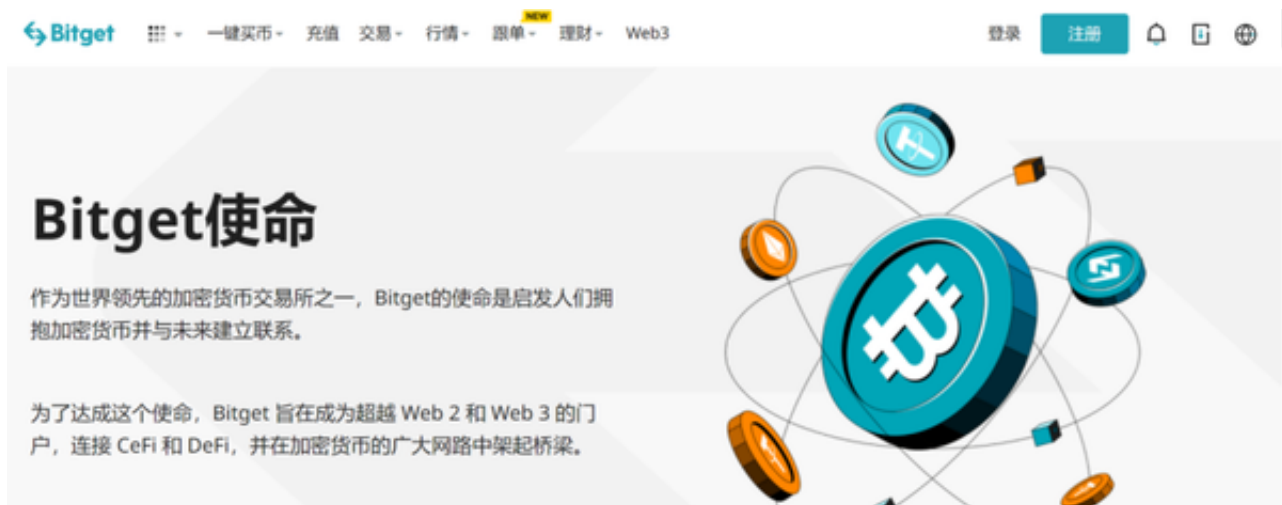 Bitget 一键买币 充值 交易 行情 跟单 NEW 理财 Web3 登录 注册
Bitget使命
作为世界领先的加密货币交易所之一，Bitget的使命是启发人们拥
抱加密货币并与未来建立联系。
为了达成这个使命，Bitget 旨在成为超越 Web 2 和 Web 3 的门
户，连接 CeFi 和 DeFi，并在加密货币的广大网路中架起桥梁。